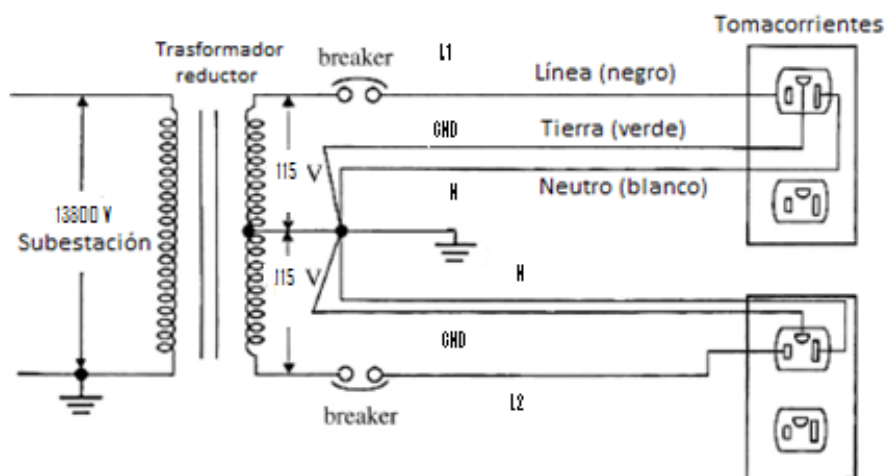 Tomacorrientes
Trasformador
reductor
breaker
L1
Línea (negro)
GND
Tierra (verde)
115 V
N
Neutro (blanco)
13800 V
Subestación
115 V
N
GND
breaker
L2